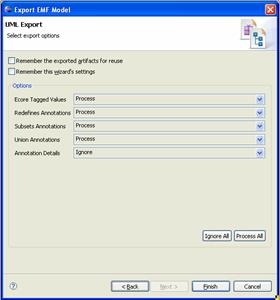 Export EMF Model
UML Export
Select export options
Remember the exported artifacts for reuse
Remember this wizard's settings
Options
Ecore Tagged Values Process
Redefines Annotations Process
Subsets Annotations Process
Union Annotations Process
Annotation Details Ignore
Ignore All Process All
< Back Next > Finish Cancel